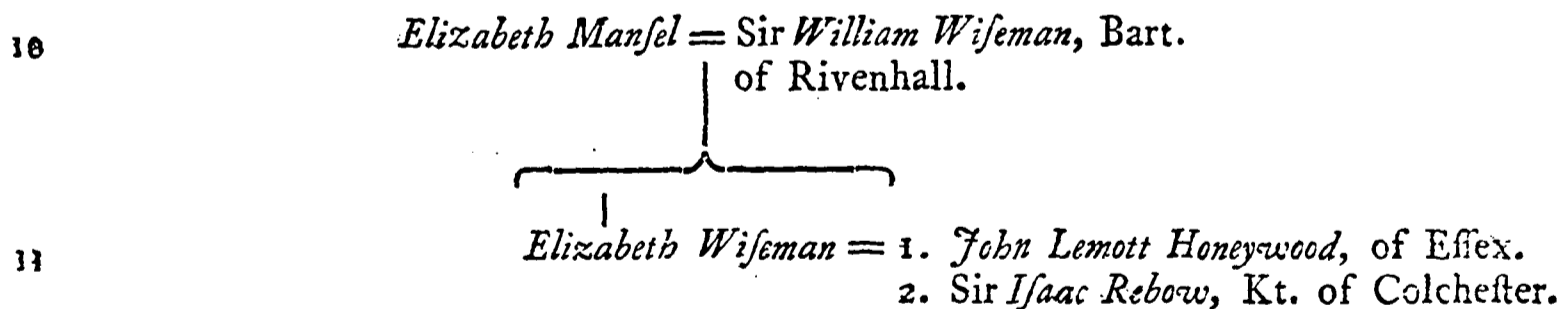 10 Elizabeth Manſel = Sir William Wiſeman, Bart.
of Rivenhall.
11 Elizabeth Wiſeman = 1. John Lemott Honeywood, of Eſſex.
2. Sir Iſaac Rebow, Kt. of Colcheſter.